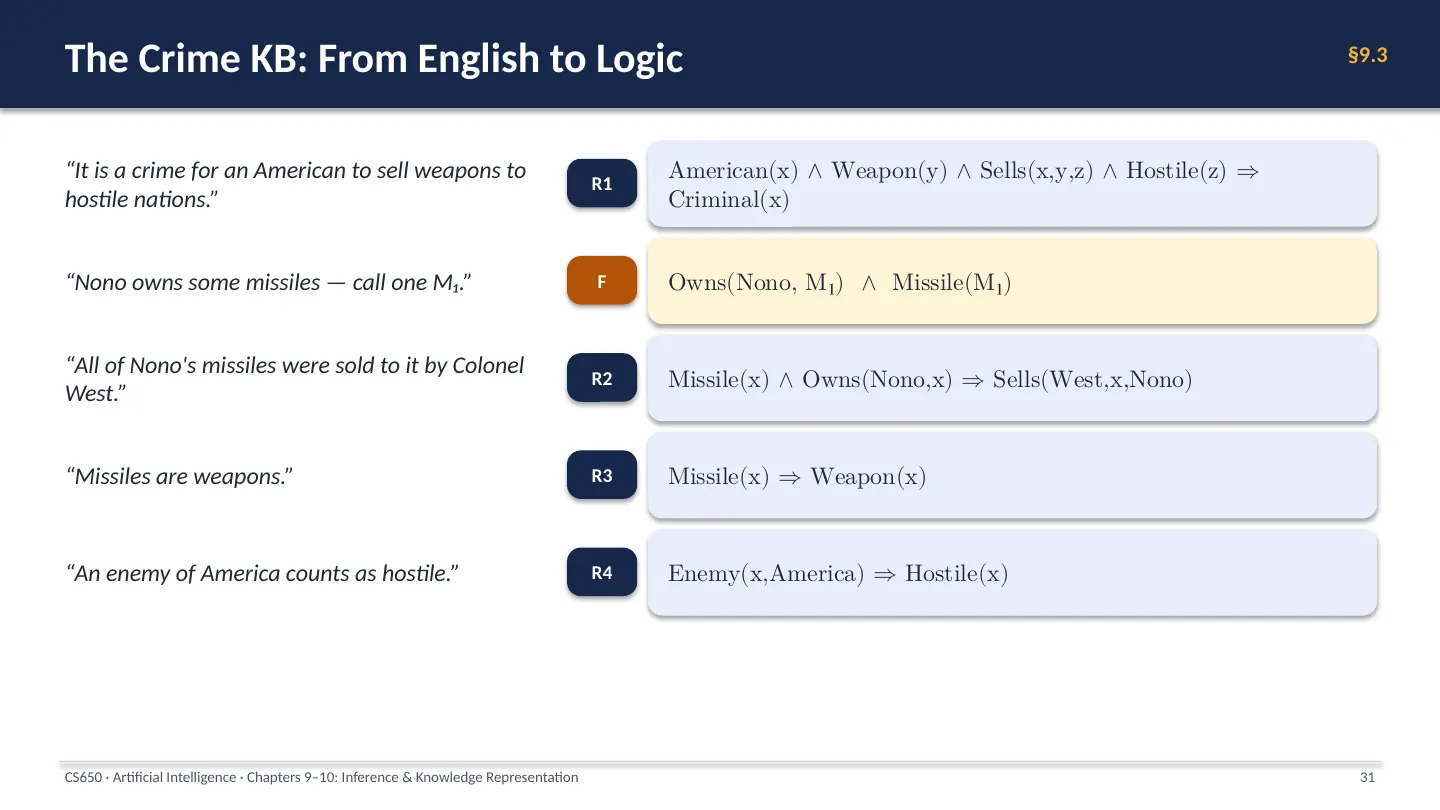 The Crime KB: From English to Logic
§9.3
“It is a crime for an American to sell weapons to
hostile nations.”
R1
American(x) ∧ Weapon(y) ∧ Sells(x,y,z) ∧ Hostile(z) ⇒
Criminal(x)
“Nono owns some missiles — call one M₁.”
F
Owns(Nono, M₁) ∧ Missile(M₁)
“All of Nono's missiles were sold to it by Colonel
West.”
R2
Missile(x) ∧ Owns(Nono,x) ⇒ Sells(West,x,Nono)
“Missiles are weapons.”
R3
Missile(x) ⇒ Weapon(x)
“An enemy of America counts as hostile.”
R4
Enemy(x,America) ⇒ Hostile(x)
CS650 · Artificial Intelligence · Chapters 9–10: Inference & Knowledge Representation
31